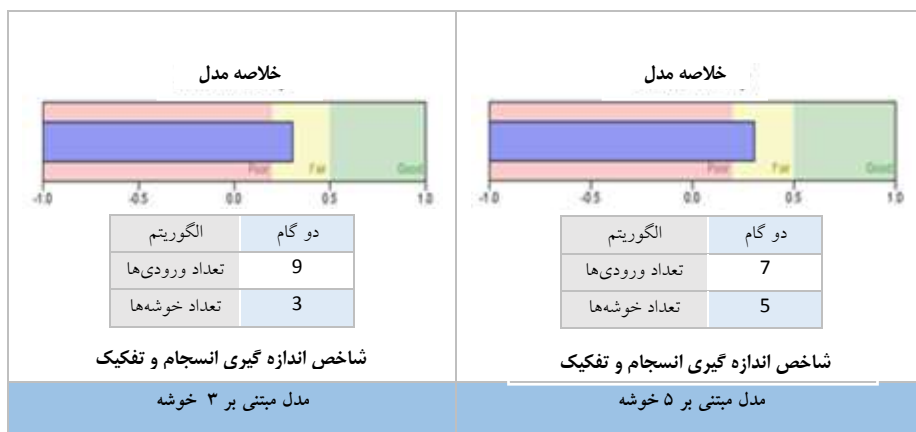 خلاصه مدل
Poor Fair Good
-1.0 -0.5 0.0 0.5 1.0
الگوریتم دو گام
تعداد ورودی‌ها 7
تعداد خوشه‌ها 5
شاخص اندازه گیری انسجام و تفکیک
مدل مبتنی بر ۵ خوشه
خلاصه مدل
Poor Fair Good
-1.0 -0.5 0.0 0.5 1.0
الگوریتم دو گام
تعداد ورودی‌ها 9
تعداد خوشه‌ها 3
شاخص اندازه گیری انسجام و تفکیک
مدل مبتنی بر ۳ خوشه